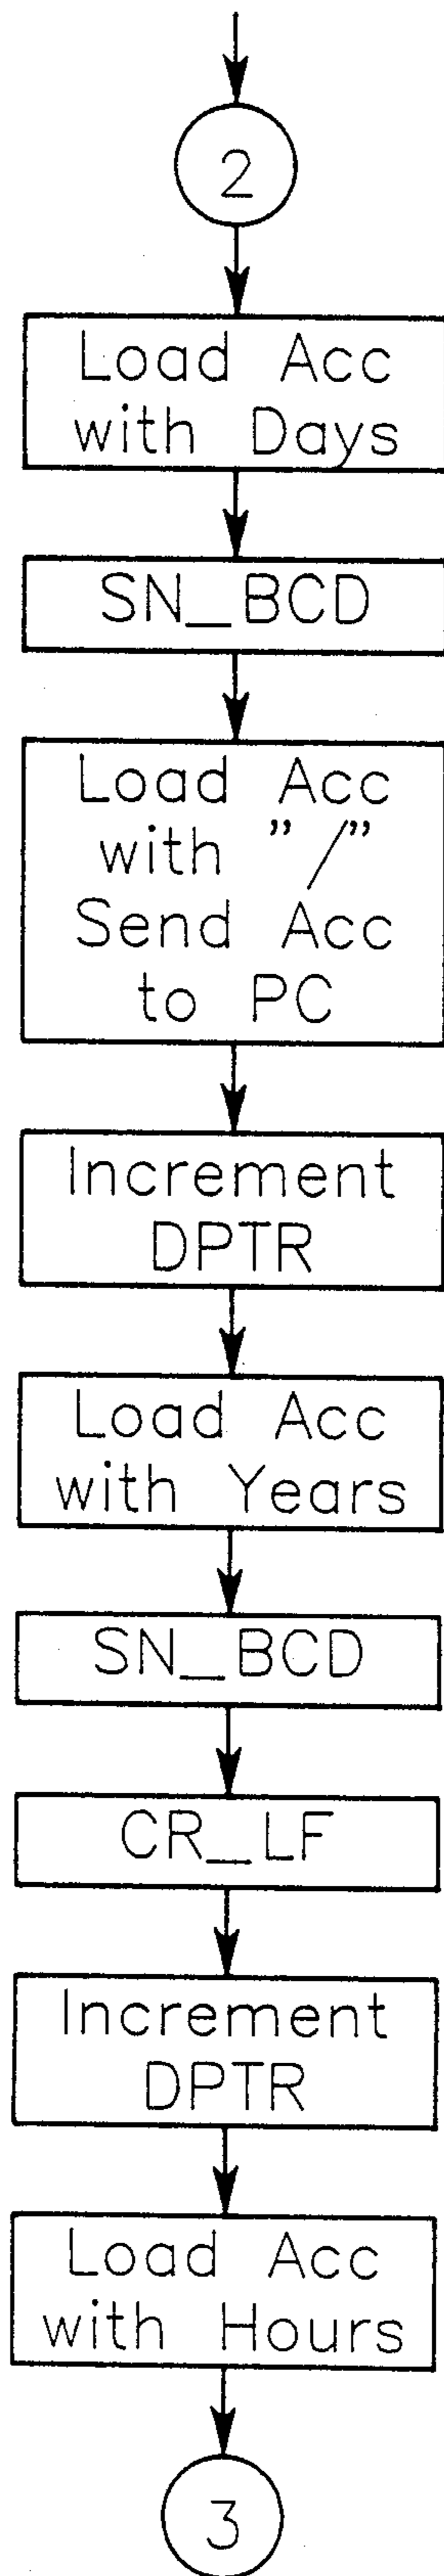 2
Load Acc
with Days
SN_BCD
Load Acc
with "/"
Send Acc
to PC
Increment
DPTR
Load Acc
with Years
SN_BCD
CR_LF
Increment
DPTR
Load Acc
with Hours
3